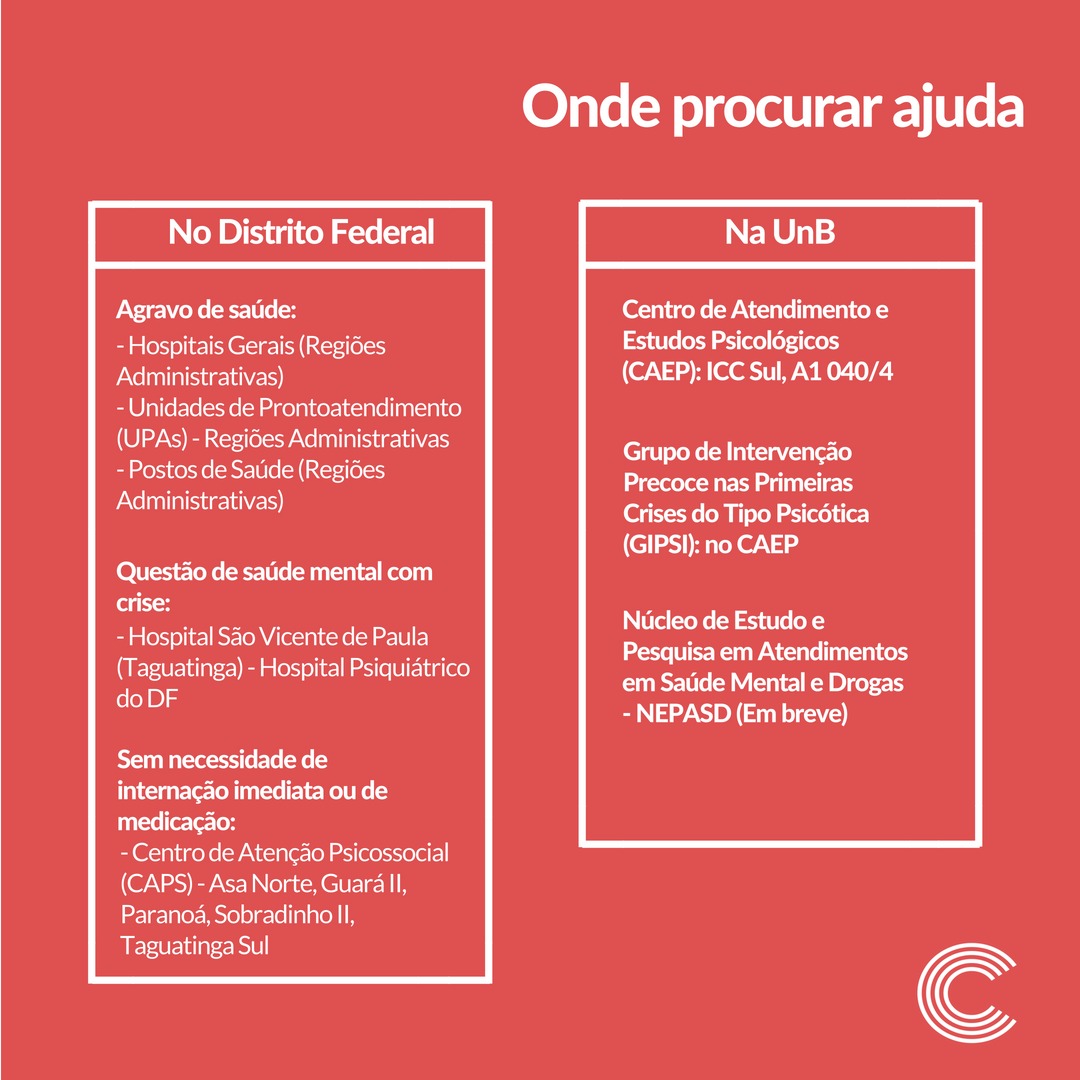 Onde procurar ajuda
No Distrito Federal
Agravo de saúde:
- Hospitais Gerais (Regiões
Administrativas)
- Unidades de Prontoatendimento
(UPAs) - Regiões Administrativas
- Postos de Saúde (Regiões
Administrativas)
Questão de saúde mental com
crise:
- Hospital São Vicente de Paula
(Taguatinga) - Hospital Psiquiátrico
do DF
Sem necessidade de
internação imediata ou de
medicação:
- Centro de Atenção Psicossocial
(CAPS) - Asa Norte, Guará II,
Paranoá, Sobradinho II,
Taguatinga Sul
Na UnB
Centro de Atendimento e
Estudos Psicológicos
(CAEP): ICC Sul, A1 040/4
Grupo de Intervenção
Precoce nas Primeiras
Crises do Tipo Psicótica
(GIPSI): no CAEP
Núcleo de Estudo e
Pesquisa em Atendimentos
em Saúde Mental e Drogas
- NEPASD (Em breve)
C